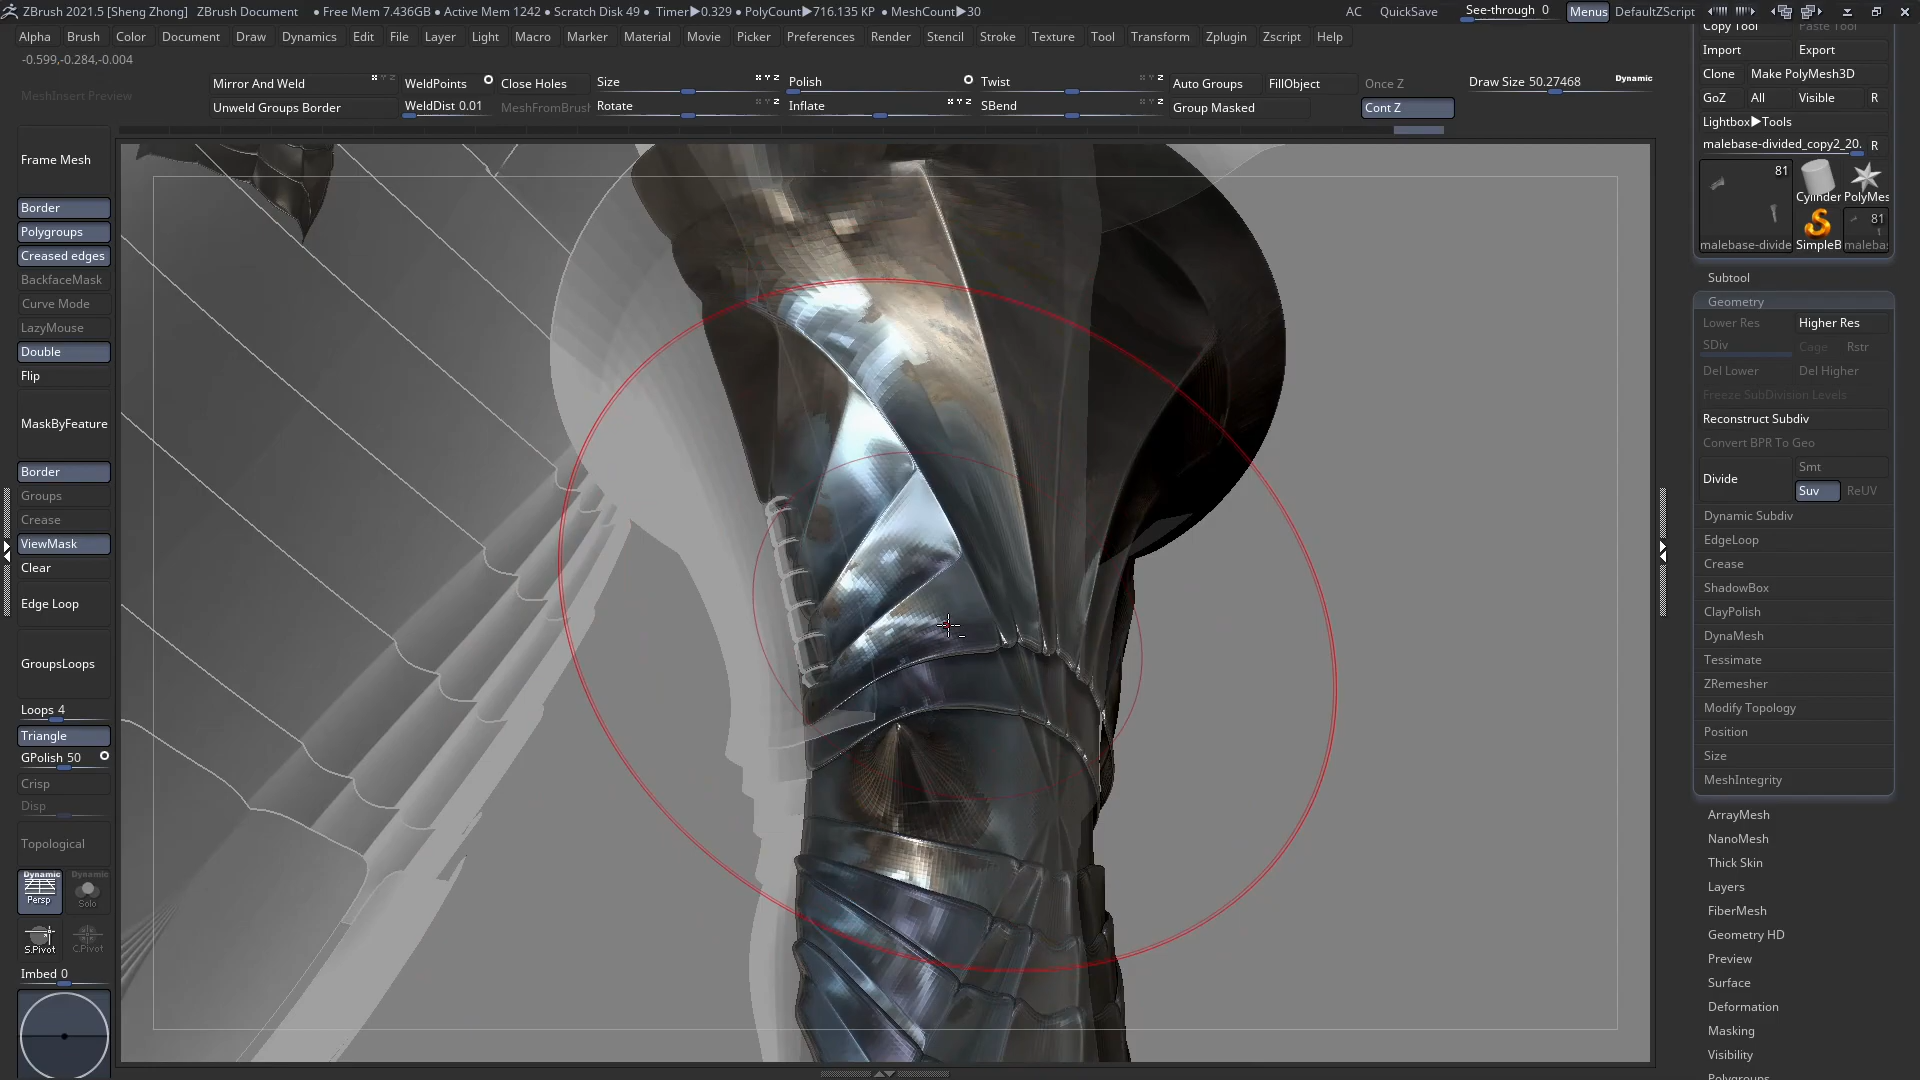 ZBrush 2021.5 [Sheng Zhong] ZBrush Document • Free Mem 7.436GB • Active Mem 1242 • Scratch Disk 49 • Timer▶0.329 • PolyCount▶716.135 KP • MeshCount▶30 AC QuickSave See-through 0 Menus DefaultZScript
Alpha Brush Color Document Draw Dynamics Edit File Layer Light Macro Marker Material Movie Picker Preferences Render Stencil Stroke Texture Tool Transform Zplugin Zscript Help
-0.599,-0.284,-0.004
MeshInsert Preview
Mirror And Weld WeldPoints Close Holes Size Polish Twist Auto Groups FillObject Once Z Draw Size 50.27468 Dynamic
Unweld Groups Border WeldDist 0.01 MeshFromBrush Rotate Inflate SBend Group Masked Cont Z
Frame Mesh
Border
Polygroups
Creased edges
BackfaceMask
Curve Mode
LazyMouse
Double
Flip
MaskByFeature
Border
Groups
Crease
ViewMask
Clear
Edge Loop
GroupsLoops
Loops 4
Triangle
GPolish 50
Crisp
Disp
Topological
Dynamic Dynamic
Persp Solo
S.Pivot C.Pivot
Imbed 0
Copy Tool Paste Tool
Import Export
Clone Make PolyMesh3D
GoZ All Visible R
Lightbox▶Tools
malebase-divided_copy2_20. R
81
Cylinder PolyMes
81
malebase-divide SimpleB maleba
Subtool
Geometry
Lower Res Higher Res
SDiv Cage Rstr
Del Lower Del Higher
Freeze SubDivision Levels
Reconstruct Subdiv
Convert BPR To Geo
Divide Smt
Suv ReUV
Dynamic Subdiv
EdgeLoop
Crease
ShadowBox
ClayPolish
DynaMesh
Tessimate
ZRemesher
Modify Topology
Position
Size
MeshIntegrity
ArrayMesh
NanoMesh
Thick Skin
Layers
FiberMesh
Geometry HD
Preview
Surface
Deformation
Masking
Visibility
Polygroups